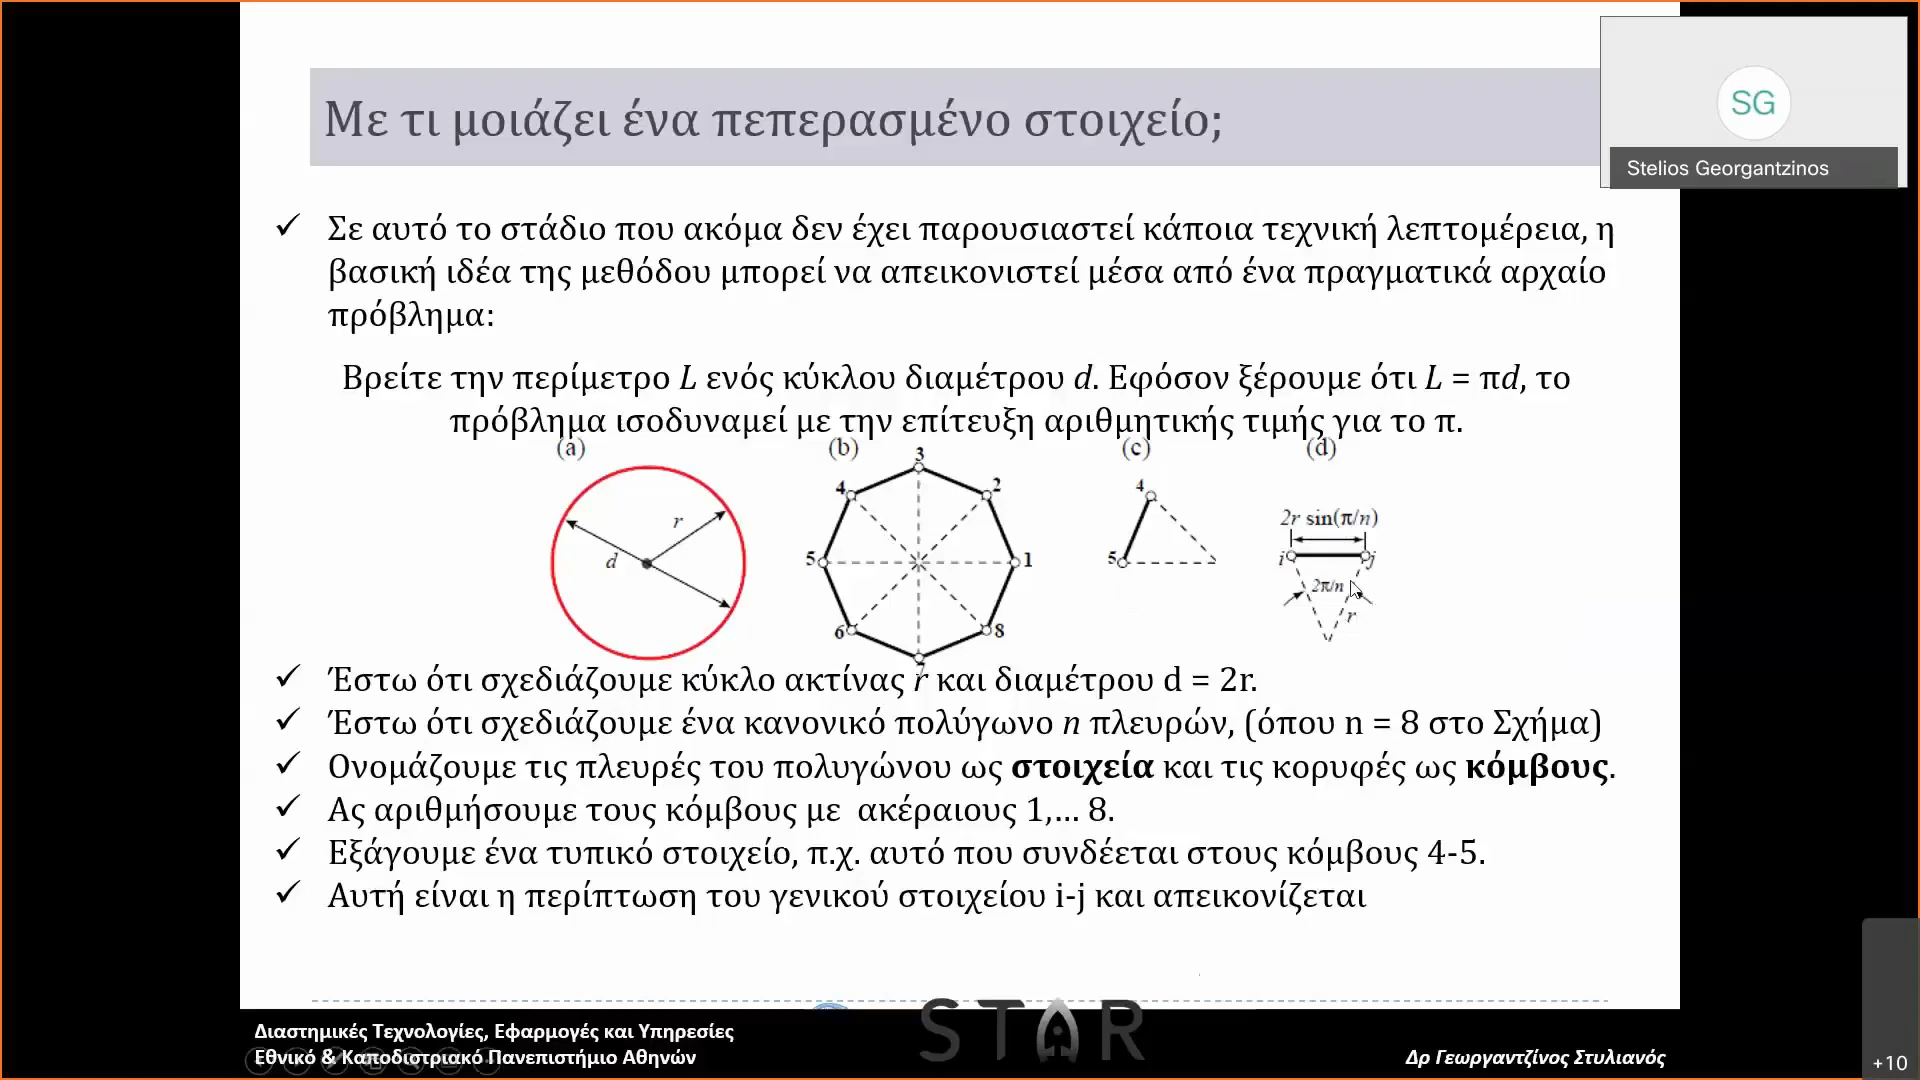 Με τι μοιάζει ένα πεπερασμένο στοιχείο;
SG
Stelios Georgantzinos
✓ Σε αυτό το στάδιο που ακόμα δεν έχει παρουσιαστεί κάποια τεχνική λεπτομέρεια, η
βασική ιδέα της μεθόδου μπορεί να απεικονιστεί μέσα από ένα πραγματικά αρχαίο
πρόβλημα:
Βρείτε την περίμετρο L ενός κύκλου διαμέτρου d. Εφόσον ξέρουμε ότι L = πd, το
πρόβλημα ισοδυναμεί με την επίτευξη αριθμητικής τιμής για το π.
(a) (b) (c) (d)
r
d
3
4 2
5 1
6 8
7
4
5
2r sin(π/n)
i j
2π/n
r
✓ Έστω ότι σχεδιάζουμε κύκλο ακτίνας r και διαμέτρου d = 2r.
✓ Έστω ότι σχεδιάζουμε ένα κανονικό πολύγωνο n πλευρών, (όπου n = 8 στο Σχήμα)
✓ Ονομάζουμε τις πλευρές του πολυγώνου ως στοιχεία και τις κορυφές ως κόμβους.
✓ Ας αριθμήσουμε τους κόμβους με ακέραιους 1,... 8.
✓ Εξάγουμε ένα τυπικό στοιχείο, π.χ. αυτό που συνδέεται στους κόμβους 4-5.
✓ Αυτή είναι η περίπτωση του γενικού στοιχείου i-j και απεικονίζεται
Διαστημικές Τεχνολογίες, Εφαρμογές και Υπηρεσίες
Εθνικό & Καποδιστριακό Πανεπιστήμιο Αθηνών
STAR
Δρ Γεωργαντζίνος Στυλιανός
+10